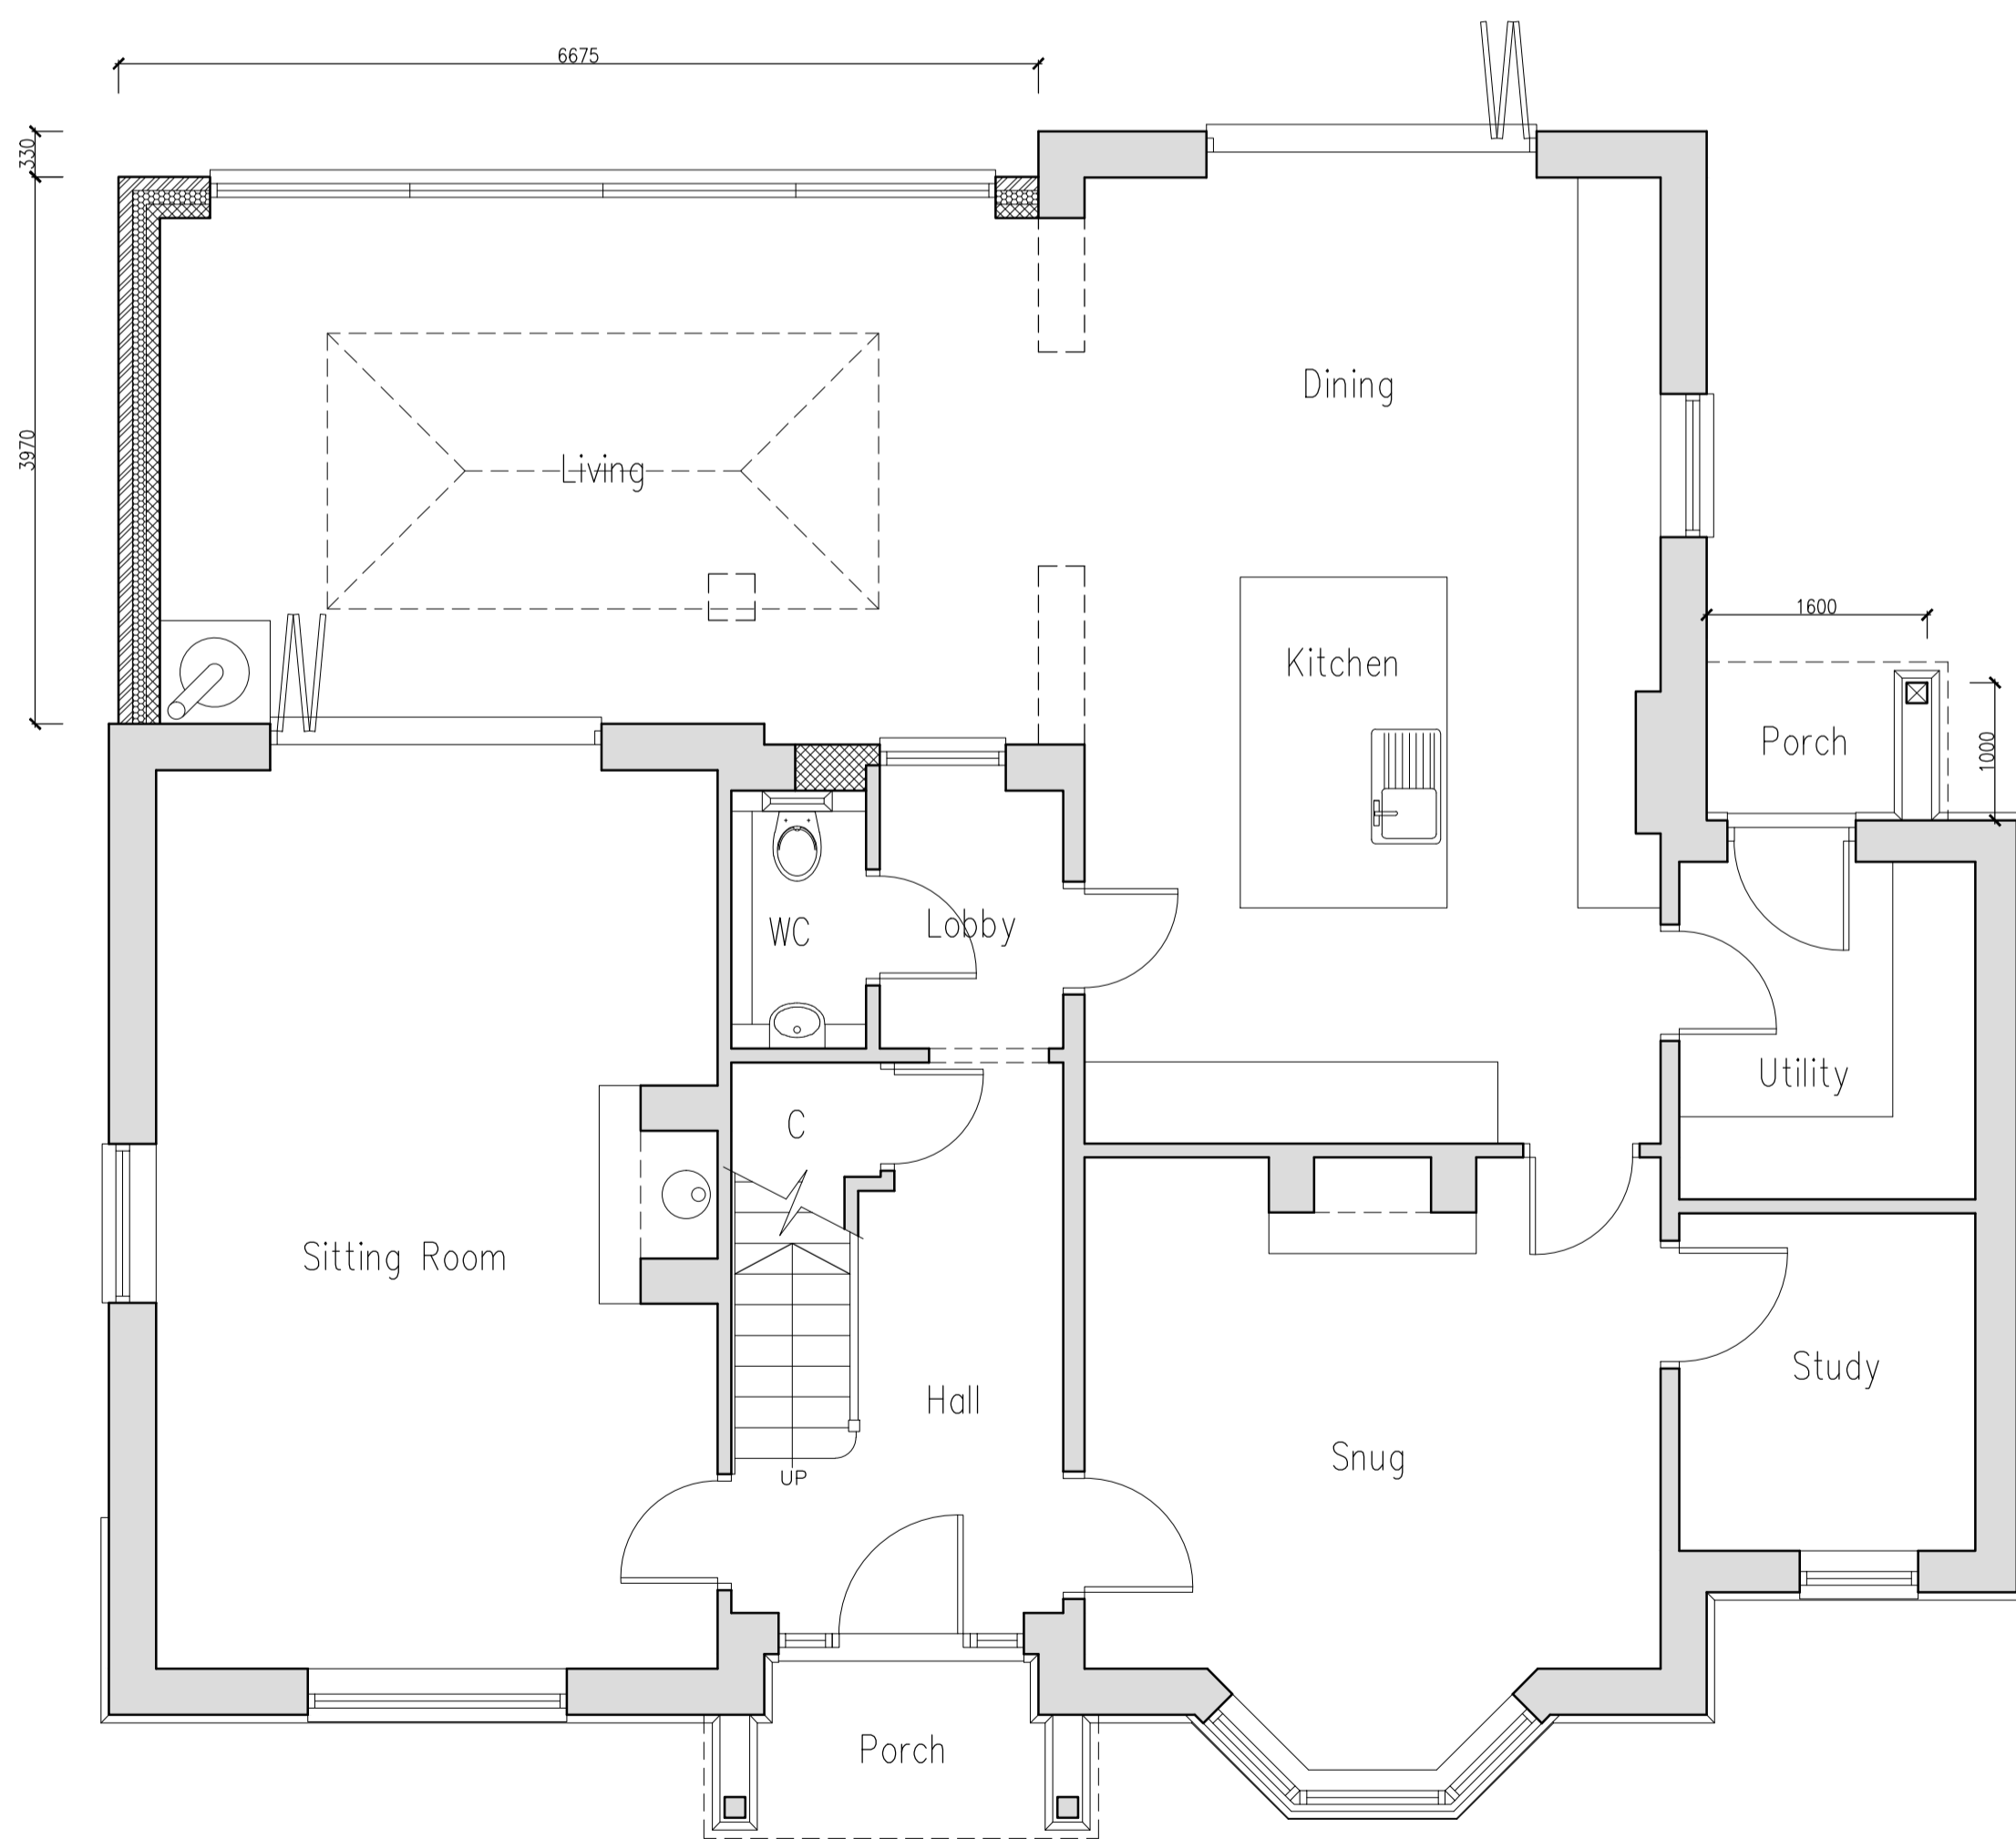 6675
330
3970
Dining
Living
1600
Kitchen
Porch
1000
WC
Lobby
Utility
C
Sitting Room
Study
Hall
Snug
UP
Porch